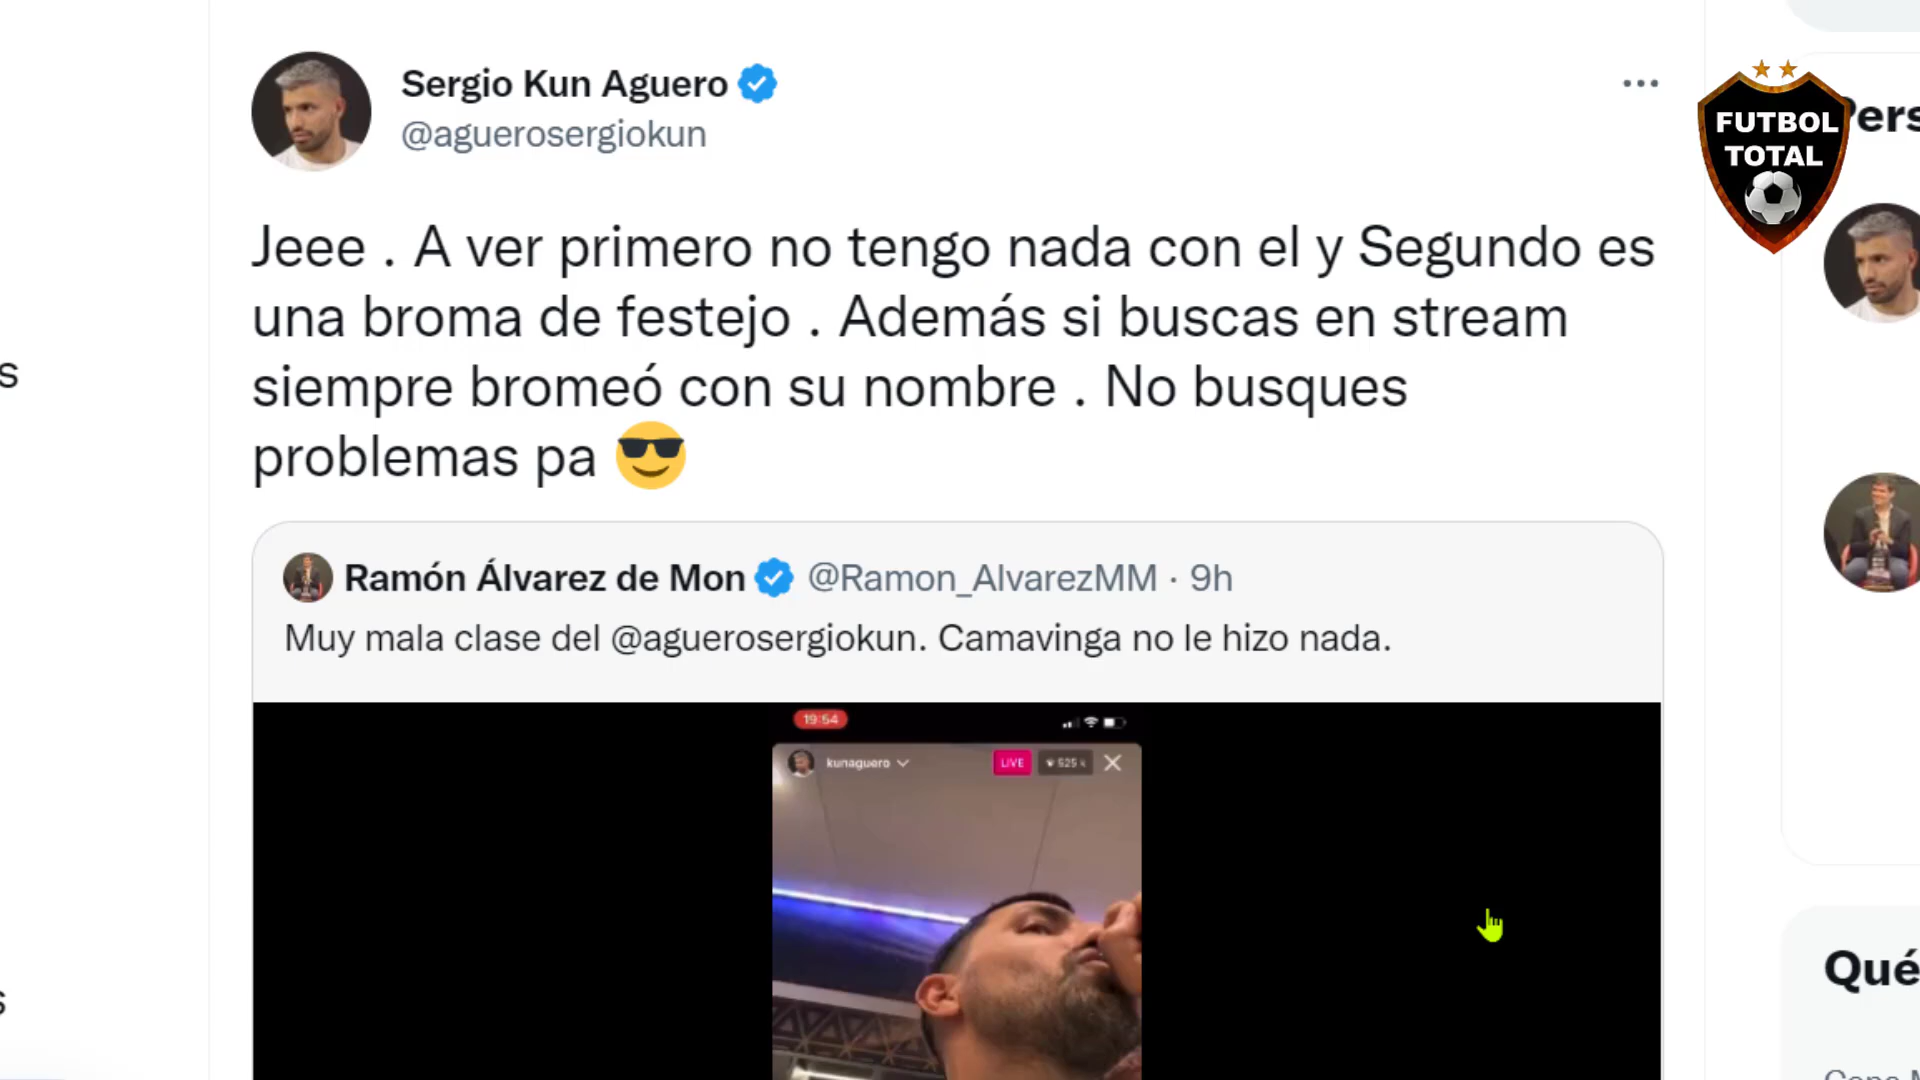 Sergio Kun Aguero
@aguerosergiokun
FUTBOL
TOTAL
Pers
Jeee . A ver primero no tengo nada con el y Segundo es
una broma de festejo . Además si buscas en stream
siempre bromeó con su nombre . No busques
problemas pa 😎
s
Ramón Álvarez de Mon @Ramon_AlvarezMM · 9h
Muy mala clase del @aguerosergiokun. Camavinga no le hizo nada.
19:54
kunaguero
LIVE
525 k
Qué
s